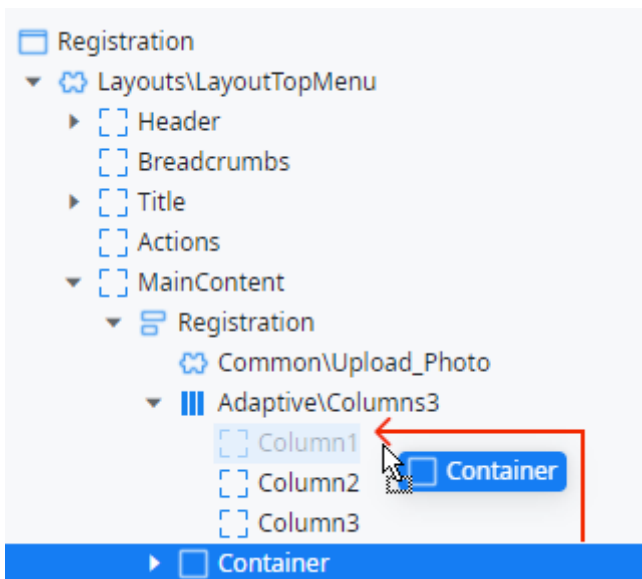 Registration
Layouts\LayoutTopMenu
Header
Breadcrumbs
Title
Actions
MainContent
Registration
Common\Upload_Photo
Adaptive\Columns3
Column1
Container
Column2
Column3
Container